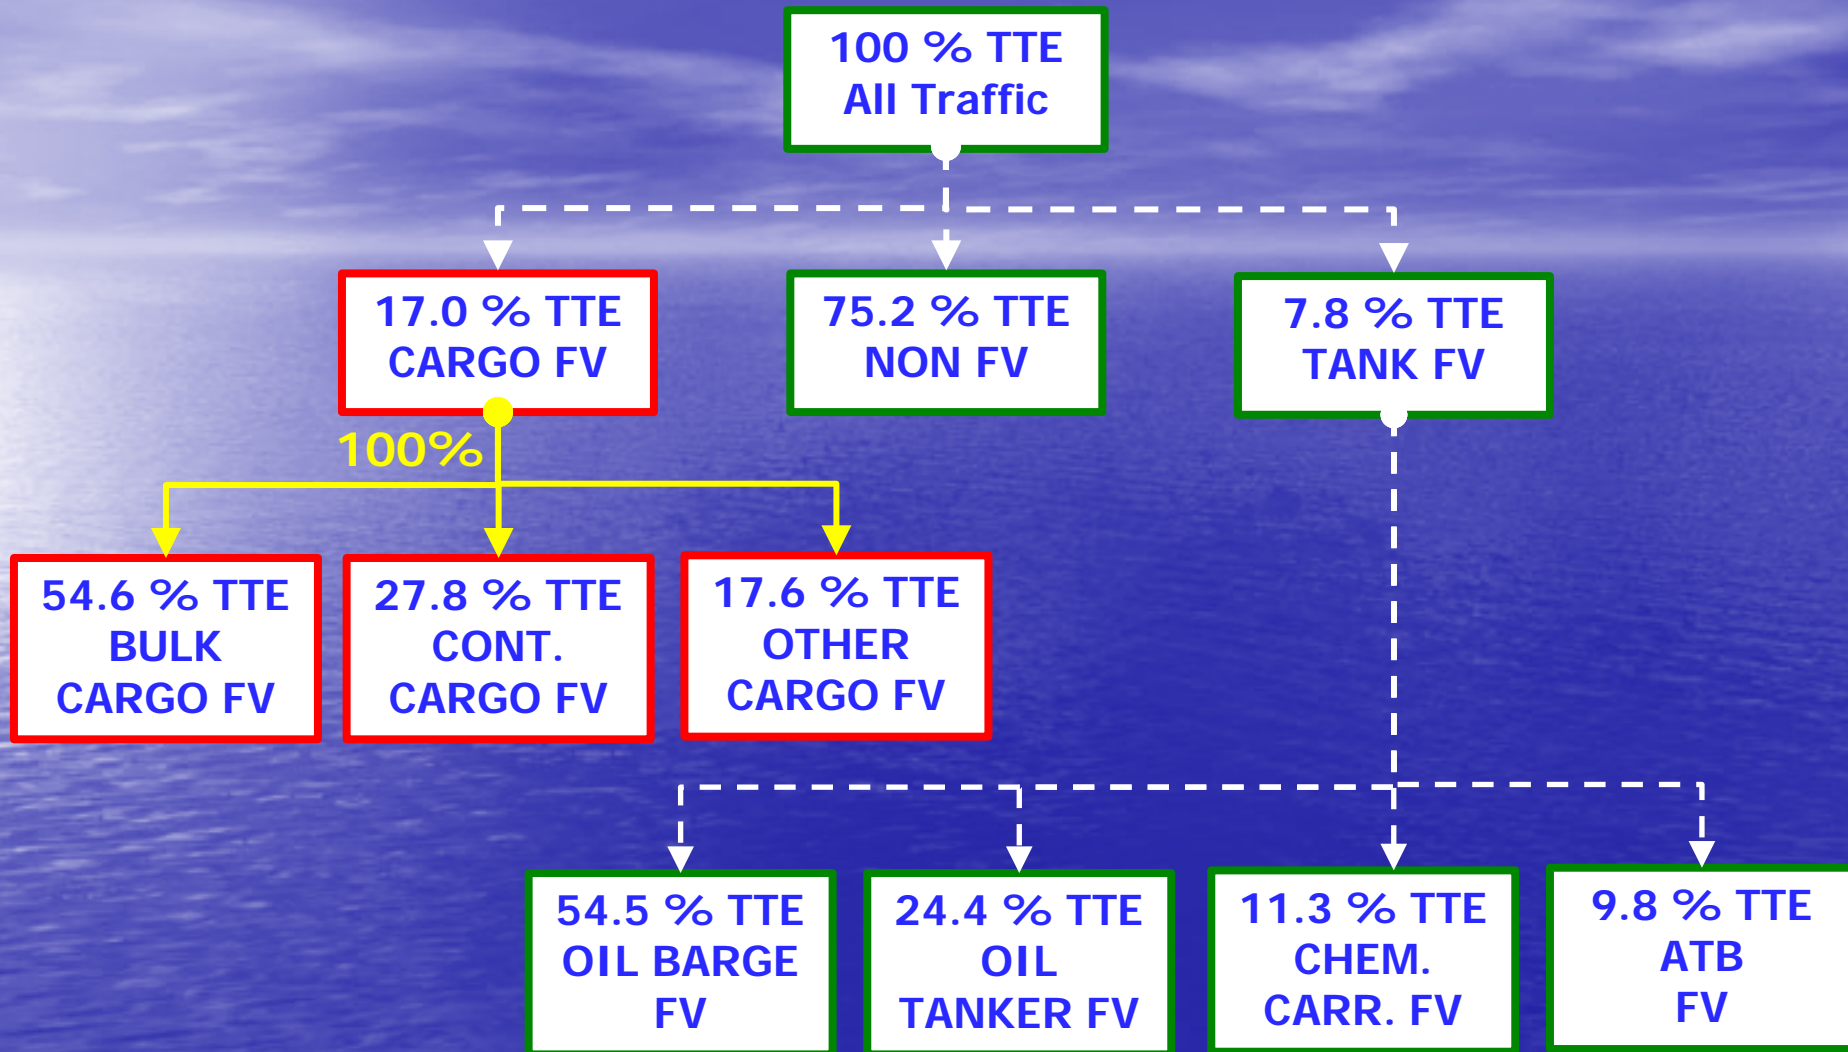 100 % TTE
All Traffic
17.0 % TTE
CARGO FV
75.2 % TTE
NON FV
7.8 % TTE
TANK FV
100%
54.6 % TTE
BULK
CARGO FV
27.8 % TTE
CONT.
CARGO FV
17.6 % TTE
OTHER
CARGO FV
54.5 % TTE
OIL BARGE
FV
24.4 % TTE
OIL
TANKER FV
11.3 % TTE
CHEM.
CARR. FV
9.8 % TTE
ATB
FV